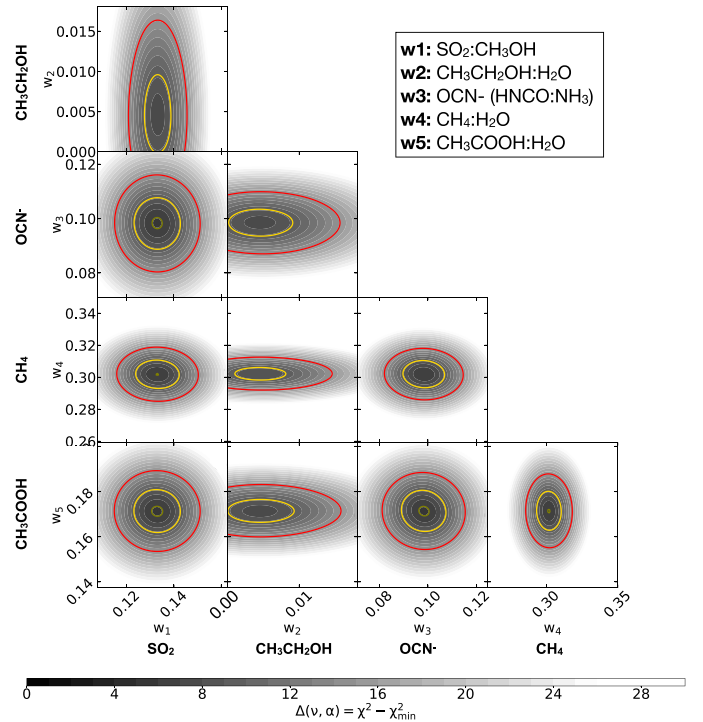 CH₃CH₂OH
w₂
0.015
0.010
0.005
0.000
w1: SO₂:CH₃OH
w2: CH₃CH₂OH:H₂O
w3: OCN- (HNCO:NH₃)
w4: CH₄:H₂O
w5: CH₃COOH:H₂O
OCN-
w₃
0.12
0.10
0.08
CH₄
w₄
0.34
0.32
0.30
0.28
0.26
CH₃COOH
w₅
0.18
0.16
0.14
0.12 0.14 0.00 0.01 0.08 0.10 0.12 0.30 0.35
w₁ w₂ w₃ w₄
SO₂ CH₃CH₂OH OCN- CH₄
0 4 8 12 16 20 24 28
Δ(ν, α) = χ² − χ²min